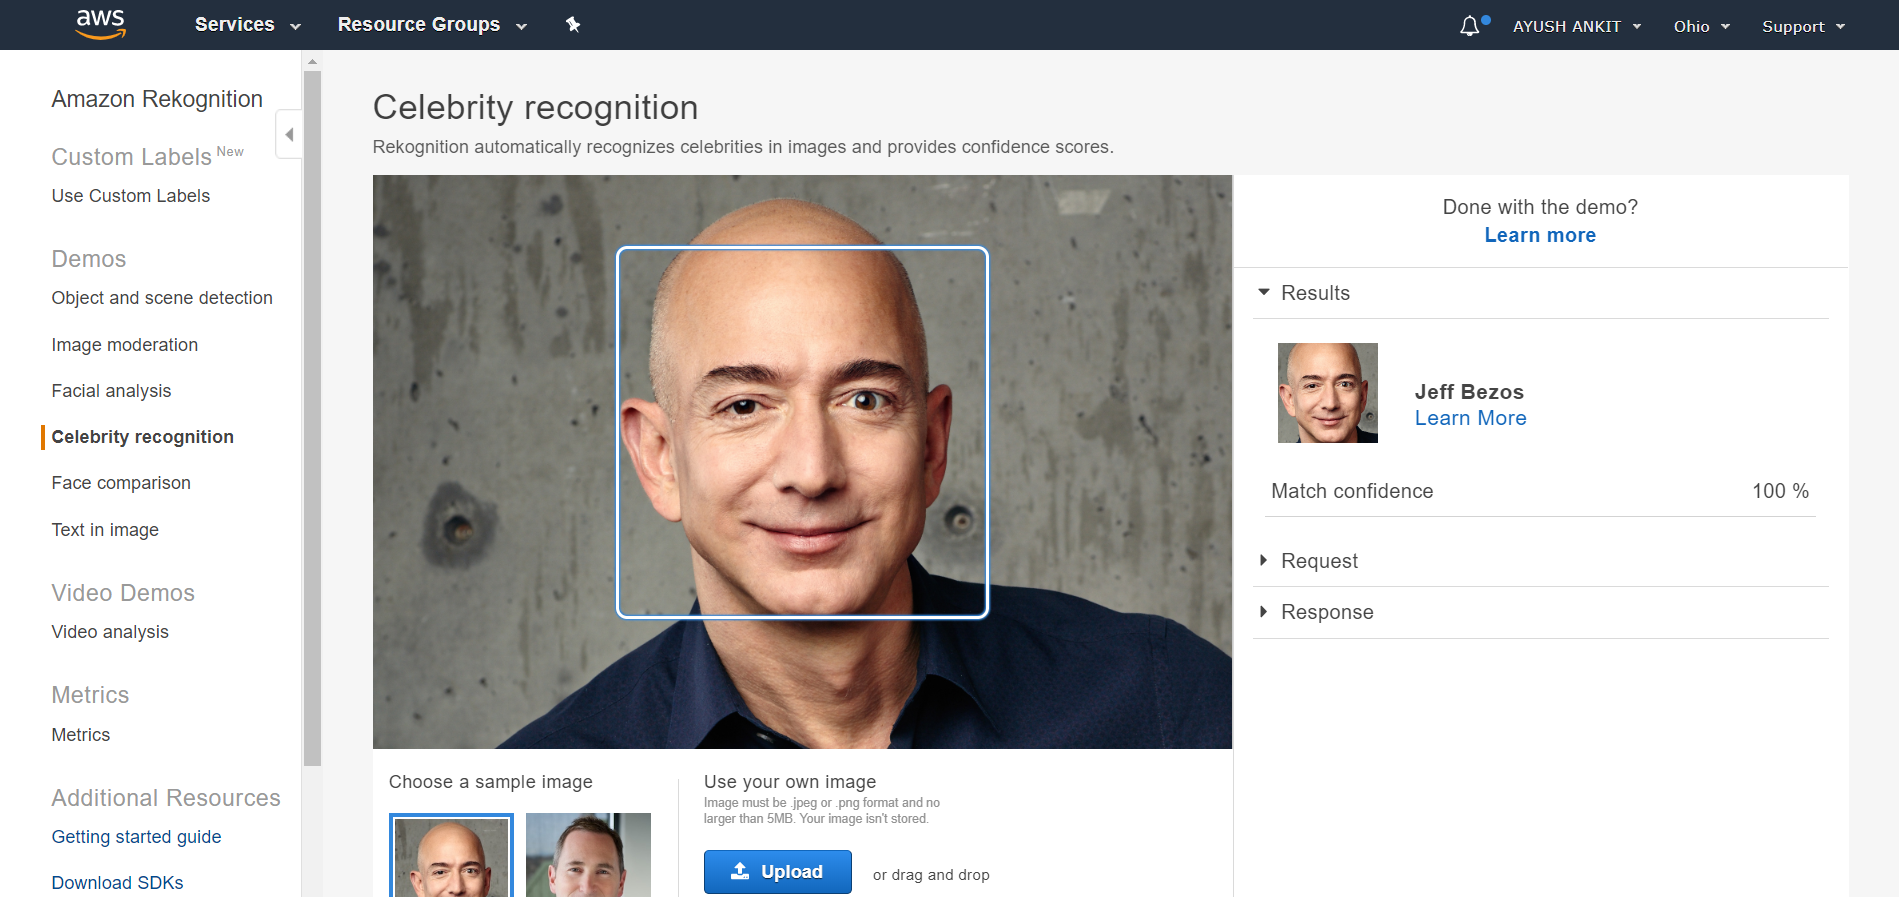 aws
Services
Resource Groups
AYUSH ANKIT
Ohio
Support
Amazon Rekognition
Custom Labels New
Use Custom Labels
Demos
Object and scene detection
Image moderation
Facial analysis
Celebrity recognition
Face comparison
Text in image
Video Demos
Video analysis
Metrics
Metrics
Additional Resources
Getting started guide
Download SDKs
Celebrity recognition
Rekognition automatically recognizes celebrities in images and provides confidence scores.
Choose a sample image
Use your own image
Image must be .jpeg or .png format and no
larger than 5MB. Your image isn't stored.
Upload
or drag and drop
Done with the demo?
Learn more
Results
Jeff Bezos
Learn More
Match confidence 100 %
Request
Response